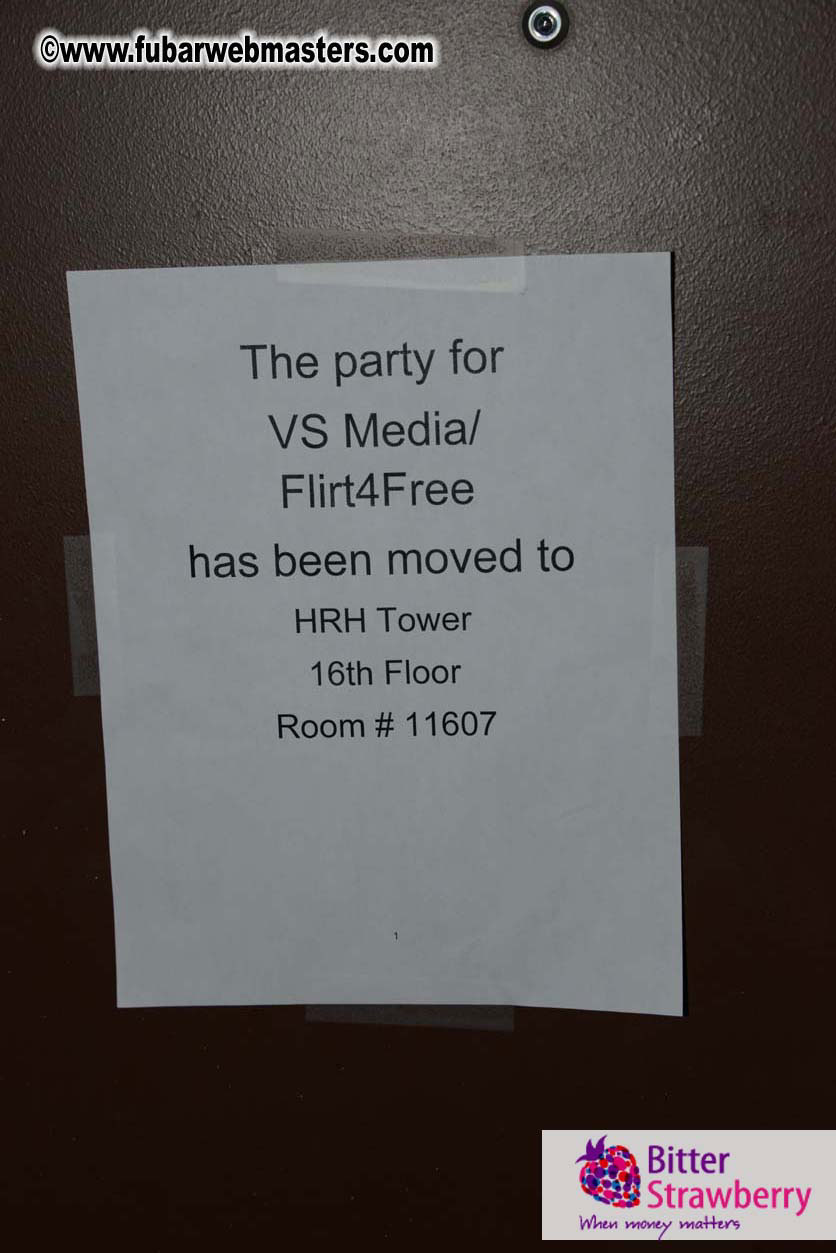 ©www.fubarwebmasters.com
The party for
VS Media/
Flirt4Free
has been moved to
HRH Tower
16th Floor
Room # 11607
1
Bitter
Strawberry
When money matters